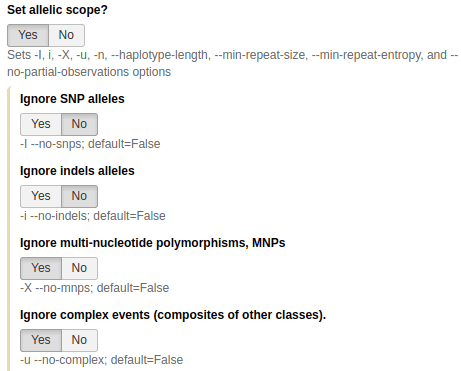 Set allelic scope?
Yes No
Sets -I, i, -X, -u, -n, --haplotype-length, --min-repeat-size, --min-repeat-entropy, and --
no-partial-observations options
Ignore SNP alleles
Yes No
-I --no-snps; default=False
Ignore indels alleles
Yes No
-i --no-indels; default=False
Ignore multi-nucleotide polymorphisms, MNPs
Yes No
-X --no-mnps; default=False
Ignore complex events (composites of other classes).
Yes No
-u --no-complex; default=False